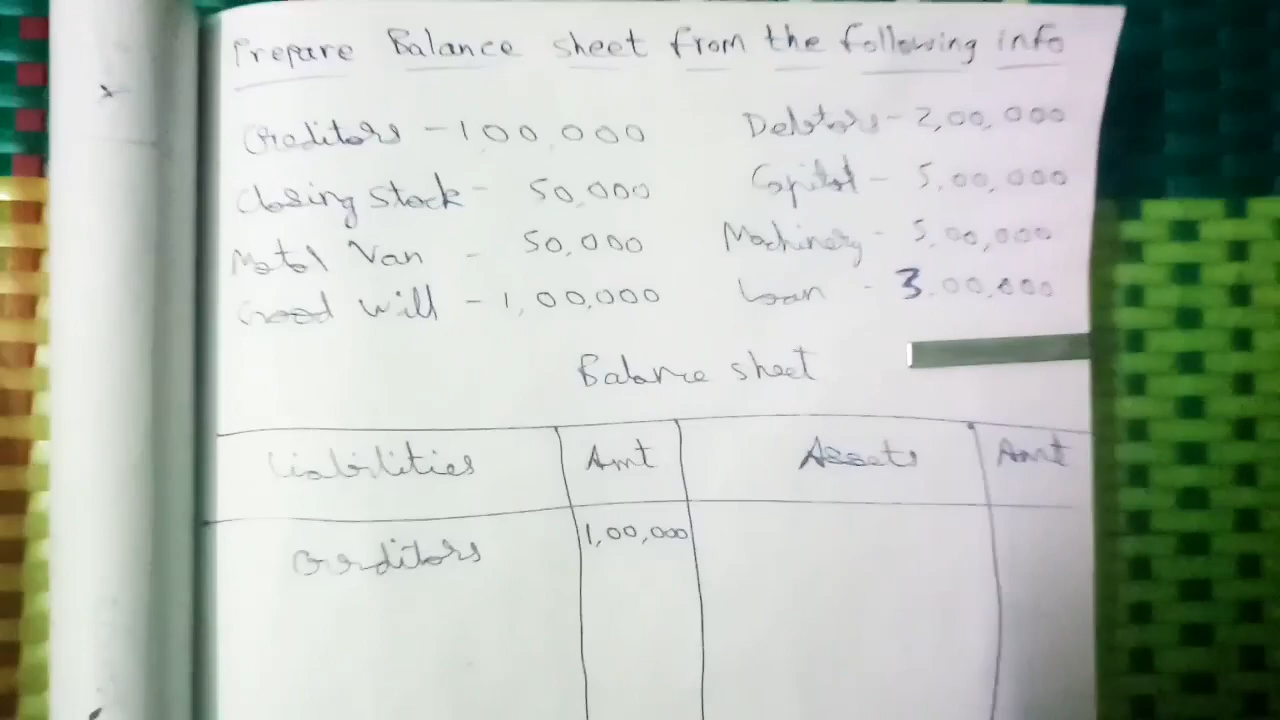 Prepare Balance sheet from the following info
Creditors - 1,00,000 Debtors - 2,00,000
Closing Stock - 50,000 Capital - 5,00,000
Motor Van - 50,000 Machinery - 5,00,000
Good Will - 1,00,000 Loan - 3,00,000
Balance sheet
Liabilities Amt Assets Amt
Creditors 1,00,000